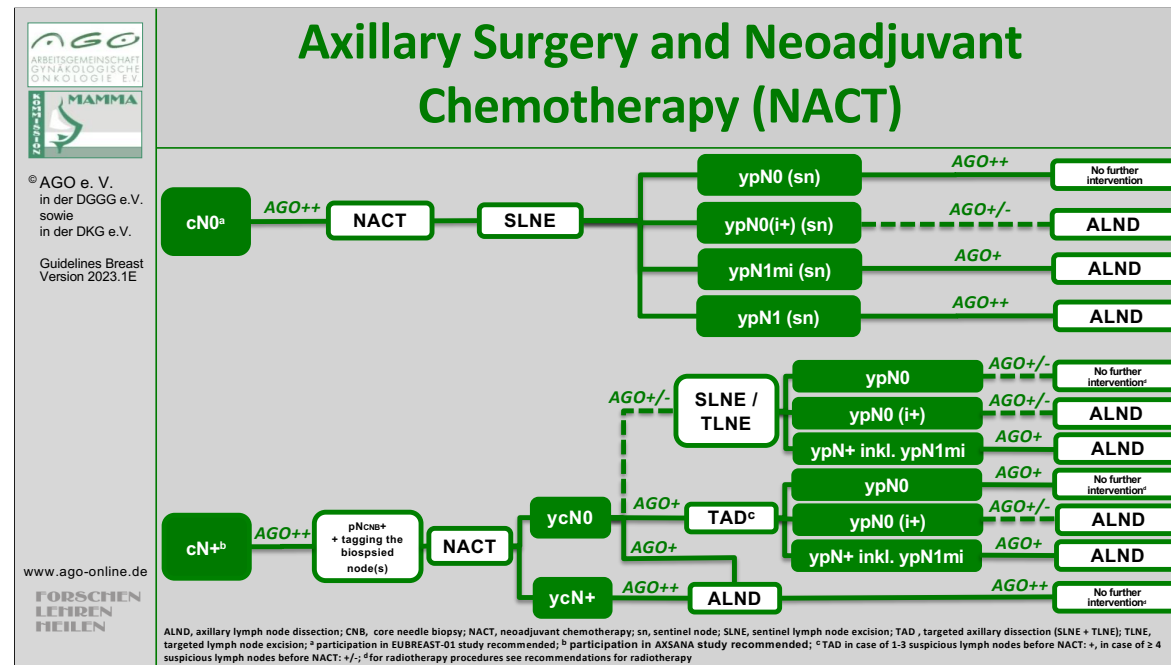 AGO
ARBEITSGEMEINSCHAFT
GYNÄKOLOGISCHE
ONKOLOGIE E.V.
KOMMISSION
MAMMA
© AGO e. V.
in der DGGG e.V.
sowie
in der DKG e.V.
Guidelines Breast
Version 2023.1E
www.ago-online.de
FORSCHEN
LEHREN
HEILEN
Axillary Surgery and Neoadjuvant
Chemotherapy (NACT)
cN0ᵃ
AGO++
NACT
SLNE
ypN0 (sn)
AGO++
No further
intervention
ypN0(i+) (sn)
AGO+/-
ALND
ypN1mi (sn)
AGO+
ALND
ypN1 (sn)
AGO++
ALND
cN+ᵇ
AGO++
pNCNB+
+ tagging the
biospsied
node(s)
NACT
ycN0
AGO+/-
SLNE /
TLNE
ypN0
AGO+/-
No further
interventionᵈ
ypN0 (i+)
AGO+/-
ALND
ypN+ inkl. ypN1mi
AGO+
ALND
AGO+
TADᶜ
ypN0
AGO+
No further
interventionᵈ
ypN0 (i+)
AGO+/-
ALND
ypN+ inkl. ypN1mi
AGO+
ALND
AGO+
ycN+
AGO++
ALND
AGO++
No further
interventionᵈ
ALND, axillary lymph node dissection; CNB, core needle biopsy; NACT, neoadjuvant chemotherapy; sn, sentinel node; SLNE, sentinel lymph node excision; TAD , targeted axillary dissection (SLNE + TLNE); TLNE,
targeted lymph node excision; ᵃ participation in EUBREAST-01 study recommended; ᵇ participation in AXSANA study recommended; ᶜ TAD in case of 1-3 suspicious lymph nodes before NACT: +, in case of ≥ 4
suspicious lymph nodes before NACT: +/-; ᵈ for radiotherapy procedures see recommendations for radiotherapy